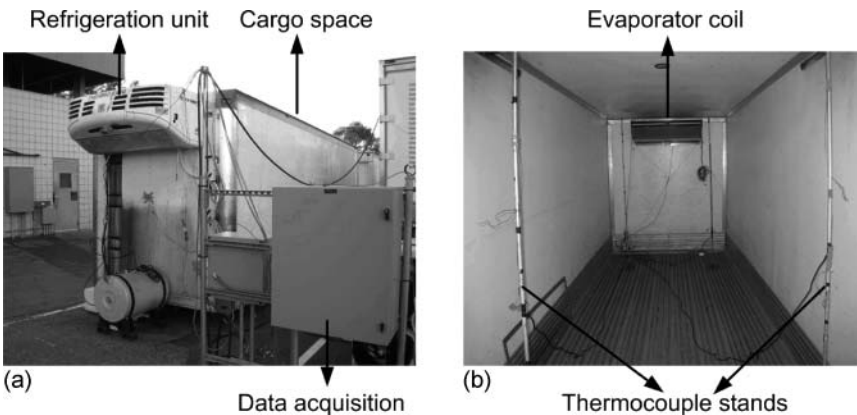 Refrigeration unit
Cargo space
Evaporator coil
(a)
(b)
Data acquisition
Thermocouple stands